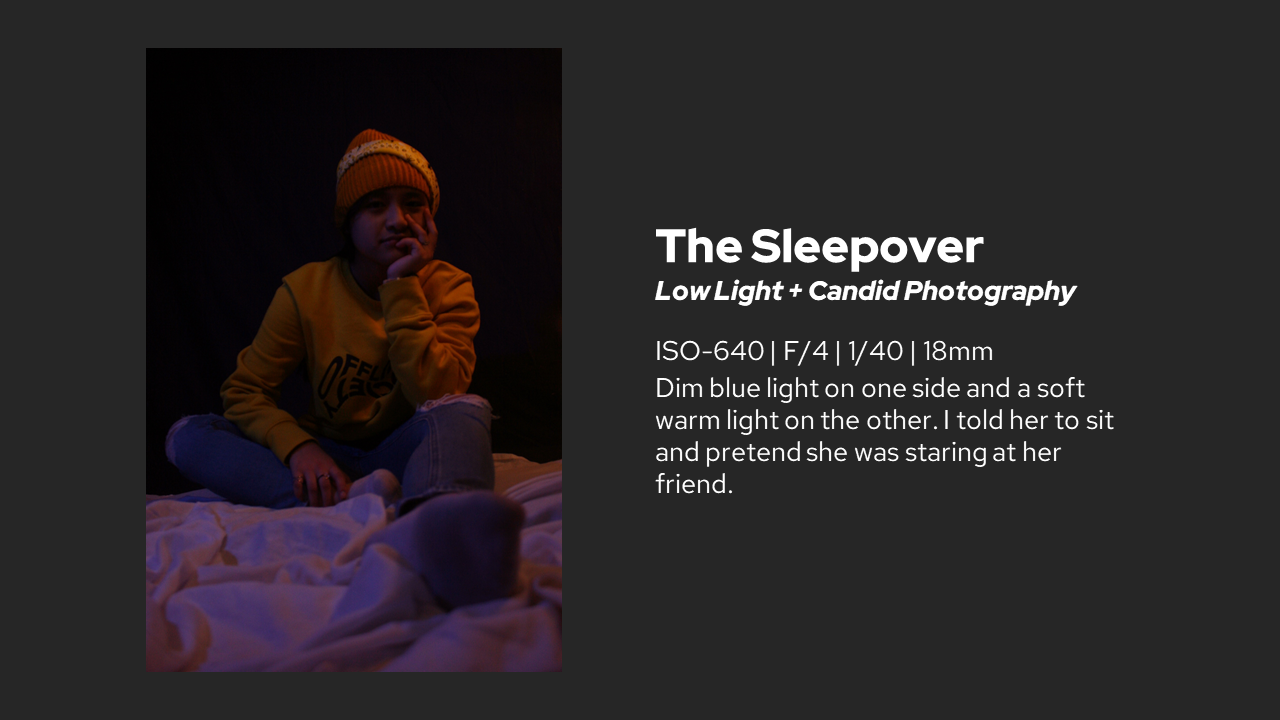 The Sleepover
Low Light + Candid Photography
ISO-640 | F/4 | 1/40 | 18mm
Dim blue light on one side and a soft
warm light on the other. I told her to sit
and pretend she was staring at her
friend.